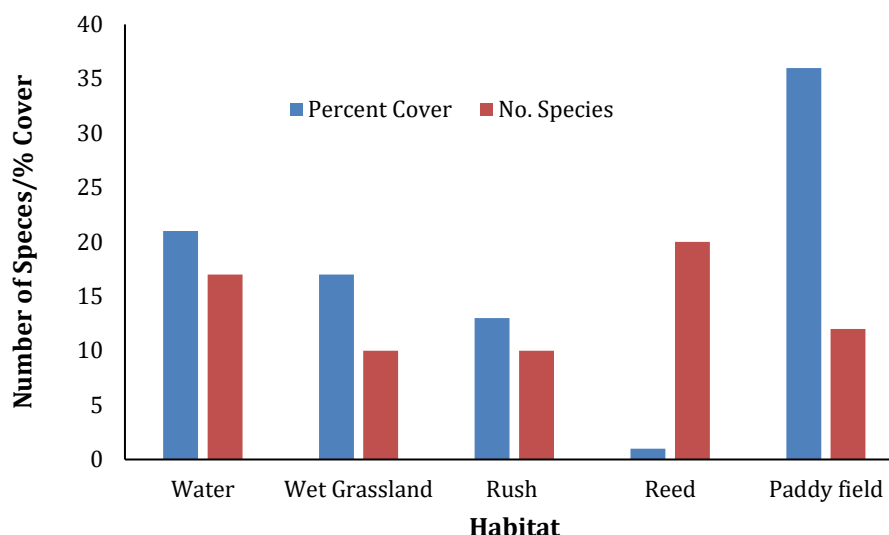 40
35
30
25
20
15
10
5
0
Number of Speces/% Cover
Percent Cover No. Species
Water Wet Grassland Rush Reed Paddy field
Habitat